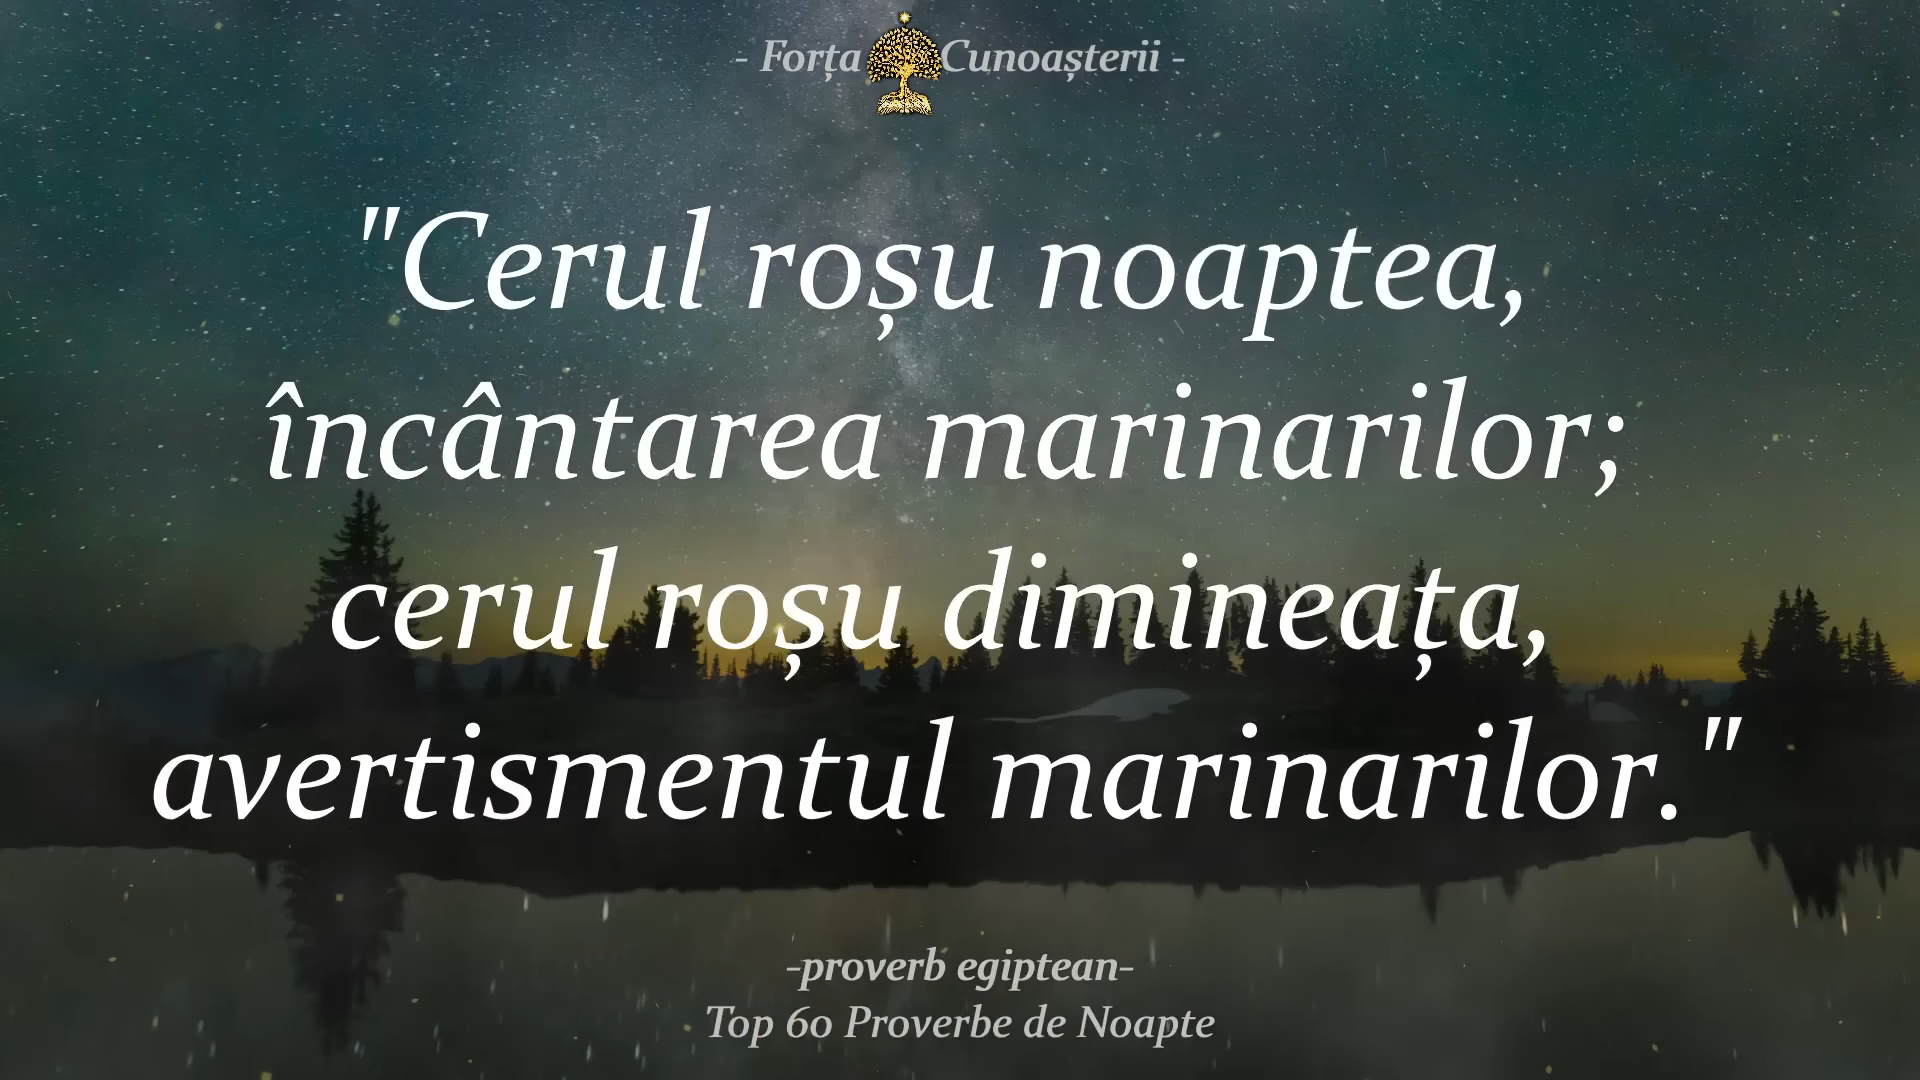 - Forța Cunoașterii -
"Cerul roșu noaptea,
încântarea marinarilor;
cerul roșu dimineața,
avertismentul marinarilor."
-proverb egiptean-
Top 60 Proverbe de Noapte